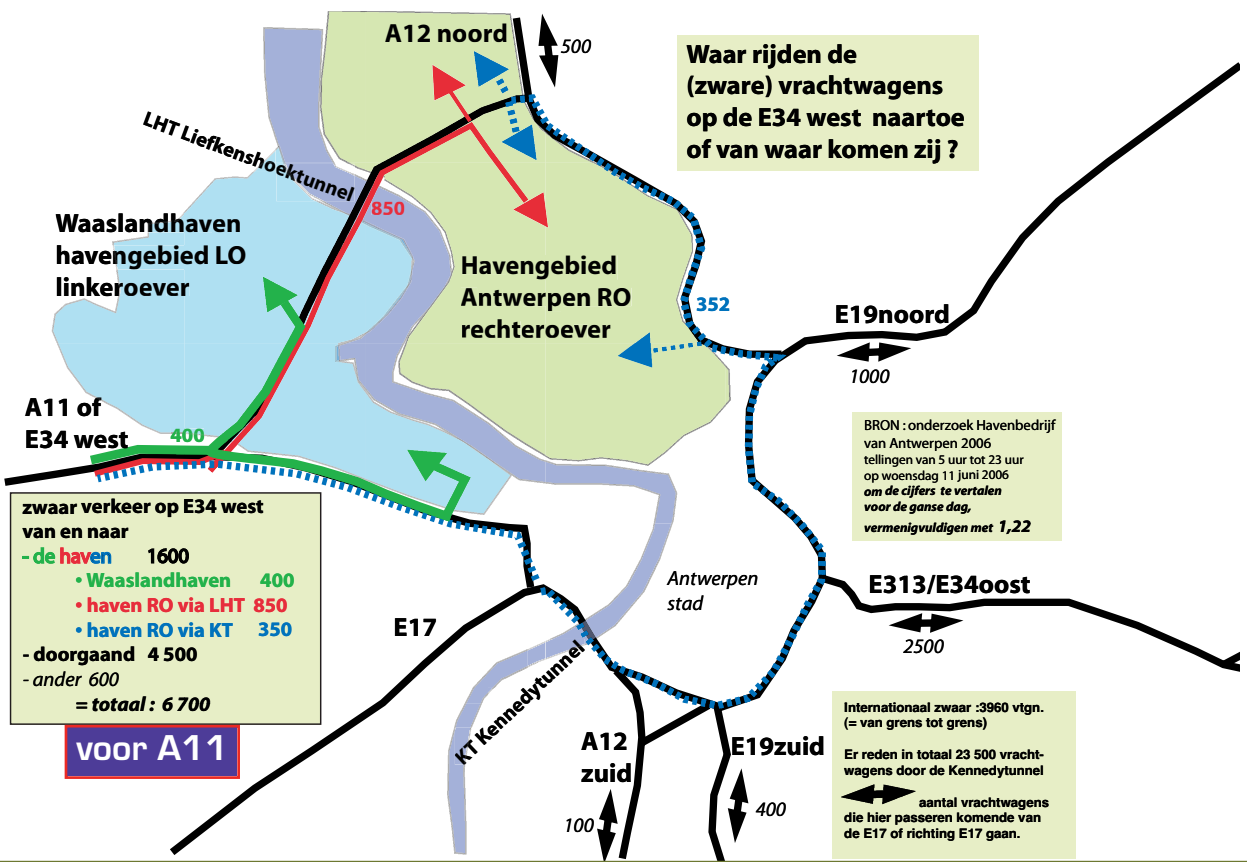 A12 noord
500
Waar rijden de
(zware) vrachtwagens
op de E34 west naartoe
of van waar komen zij ?
LHT Liefkenshoektunnel
850
Waaslandhaven
havengebied LO
linkeroever
Havengebied
Antwerpen RO
rechteroever
352
E19noord
1000
A11 of
E34 west
400
BRON : onderzoek Havenbedrijf
van Antwerpen 2006
tellingen van 5 uur tot 23 uur
op woensdag 11 juni 2006
om de cijfers te vertalen
voor de ganse dag,
vermenigvuldigen met 1,22
zwaar verkeer op E34 west
van en naar
- de haven 1600
• Waaslandhaven 400
• haven RO via LHT 850
• haven RO via KT 350
- doorgaand 4 500
- ander 600
= totaal : 6 700
voor A11
Antwerpen
stad
E313/E34oost
2500
E17
KT Kennedytunnel
A12
zuid
100
E19zuid
400
Internationaal zwaar :3960 vtgn.
(= van grens tot grens)
Er reden in totaal 23 500 vracht-
wagens door de Kennedytunnel
aantal vrachtwagens
die hier passeren komende van
de E17 of richting E17 gaan.